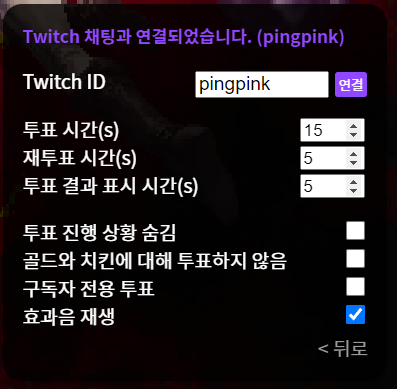 Twitch 채팅과 연결되었습니다. (pingpink)
Twitch ID pingpink 연결
투표 시간(s) 15
재투표 시간(s) 5
투표 결과 표시 시간(s) 5
투표 진행 상황 숨김
골드와 치킨에 대해 투표하지 않음
구독자 전용 투표
효과음 재생
< 뒤로